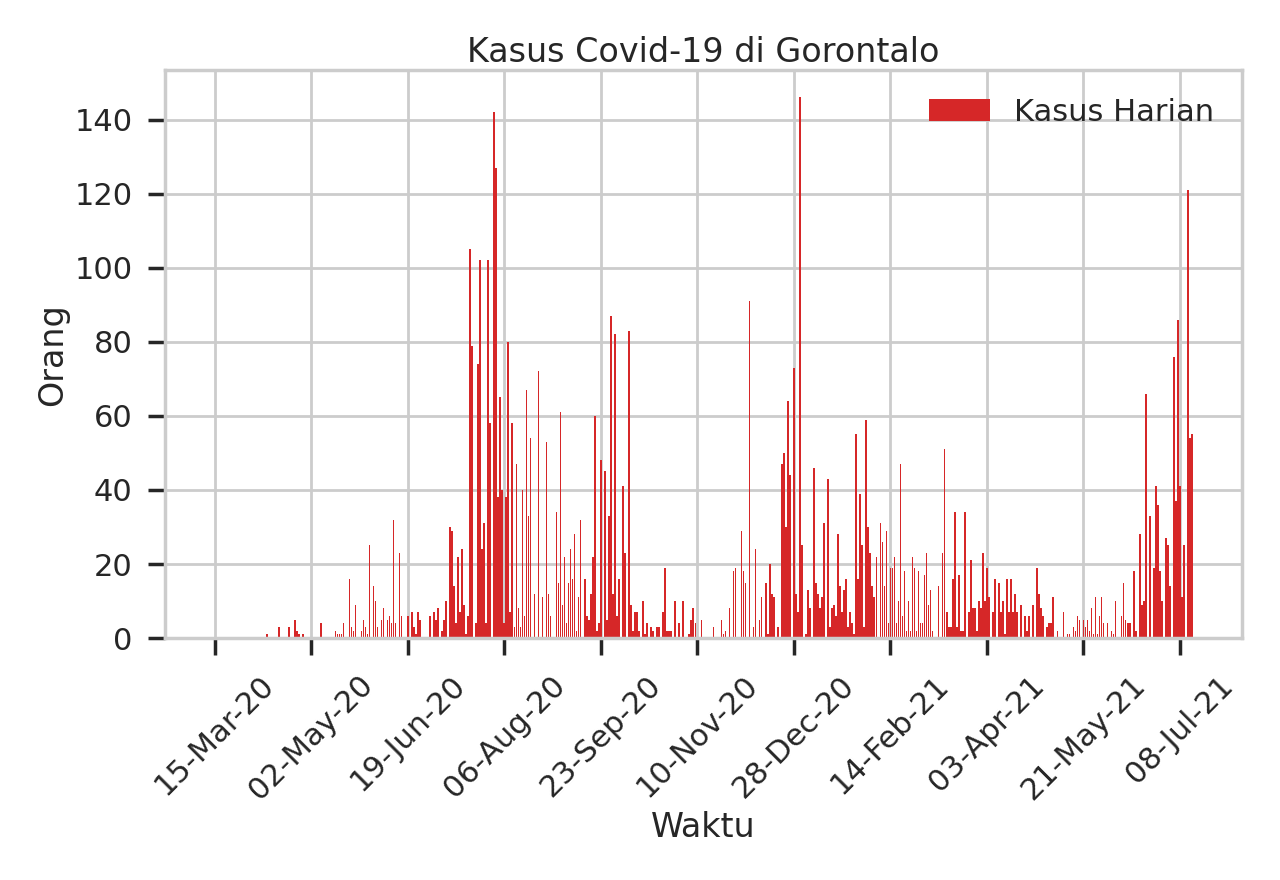 Kasus Covid-19 di Gorontalo
Kasus Harian
Orang
140
120
100
80
60
40
20
0
15-Mar-20
02-May-20
19-Jun-20
06-Aug-20
23-Sep-20
10-Nov-20
28-Dec-20
14-Feb-21
03-Apr-21
21-May-21
08-Jul-21
Waktu